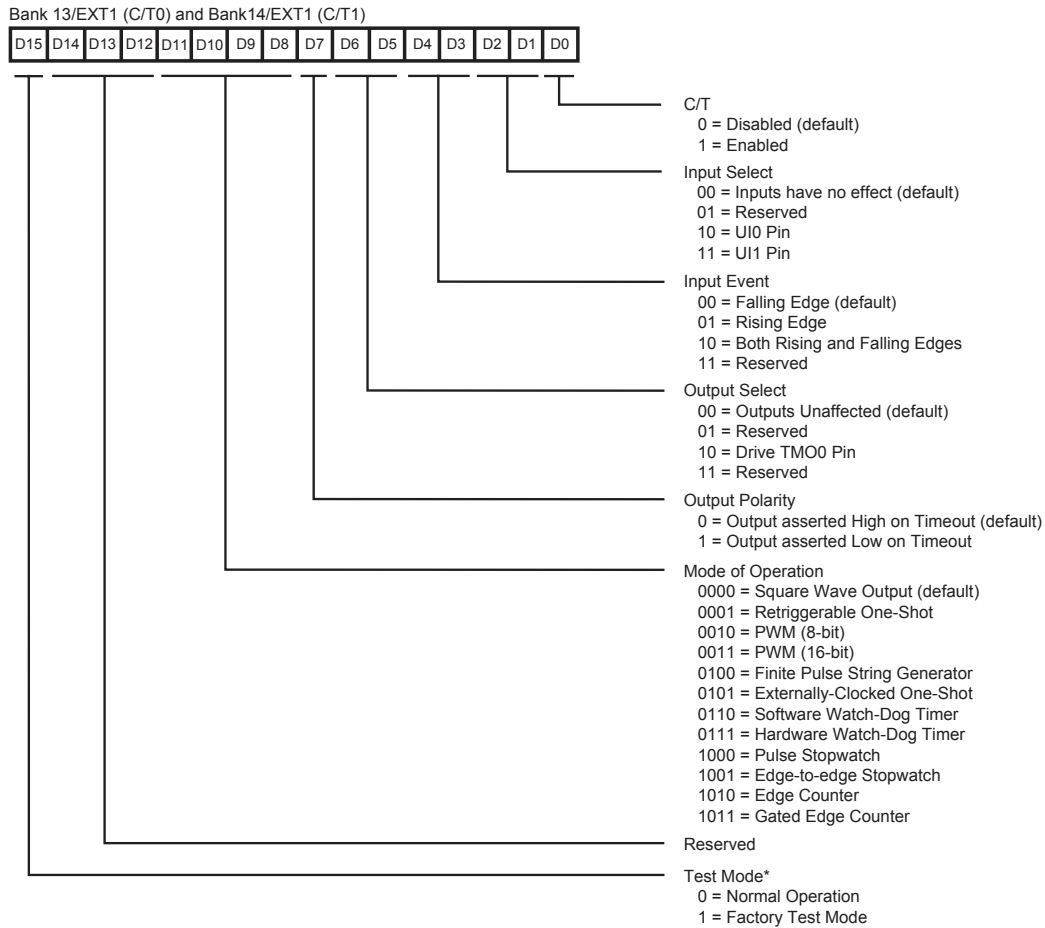 Bank 13/EXT1 (C/T0) and Bank14/EXT1 (C/T1)
D15 D14 D13 D12 D11 D10 D9 D8 D7 D6 D5 D4 D3 D2 D1 D0
C/T
0 = Disabled (default)
1 = Enabled
Input Select
00 = Inputs have no effect (default)
01 = Reserved
10 = UI0 Pin
11 = UI1 Pin
Input Event
00 = Falling Edge (default)
01 = Rising Edge
10 = Both Rising and Falling Edges
11 = Reserved
Output Select
00 = Outputs Unaffected (default)
01 = Reserved
10 = Drive TMO0 Pin
11 = Reserved
Output Polarity
0 = Output asserted High on Timeout (default)
1 = Output asserted Low on Timeout
Mode of Operation
0000 = Square Wave Output (default)
0001 = Retriggerable One-Shot
0010 = PWM (8-bit)
0011 = PWM (16-bit)
0100 = Finite Pulse String Generator
0101 = Externally-Clocked One-Shot
0110 = Software Watch-Dog Timer
0111 = Hardware Watch-Dog Timer
1000 = Pulse Stopwatch
1001 = Edge-to-edge Stopwatch
1010 = Edge Counter
1011 = Gated Edge Counter
Reserved
Test Mode*
0 = Normal Operation
1 = Factory Test Mode